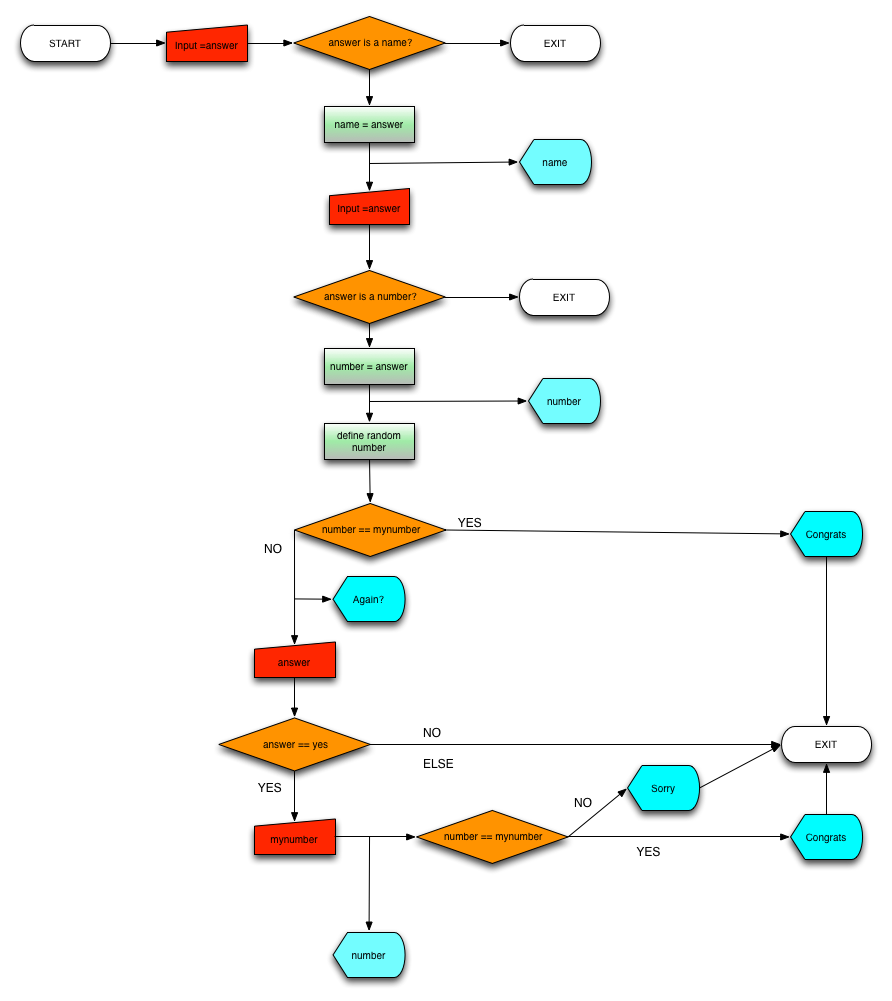 START
Input =answer
answer is a name?
EXIT
name = answer
name
Input =answer
answer is a number?
EXIT
number = answer
number
define random
number
number == mynumber
YES
Congrats
NO
Again?
answer
answer == yes
NO
EXIT
ELSE
YES
Sorry
NO
mynumber
number == mynumber
Congrats
YES
number